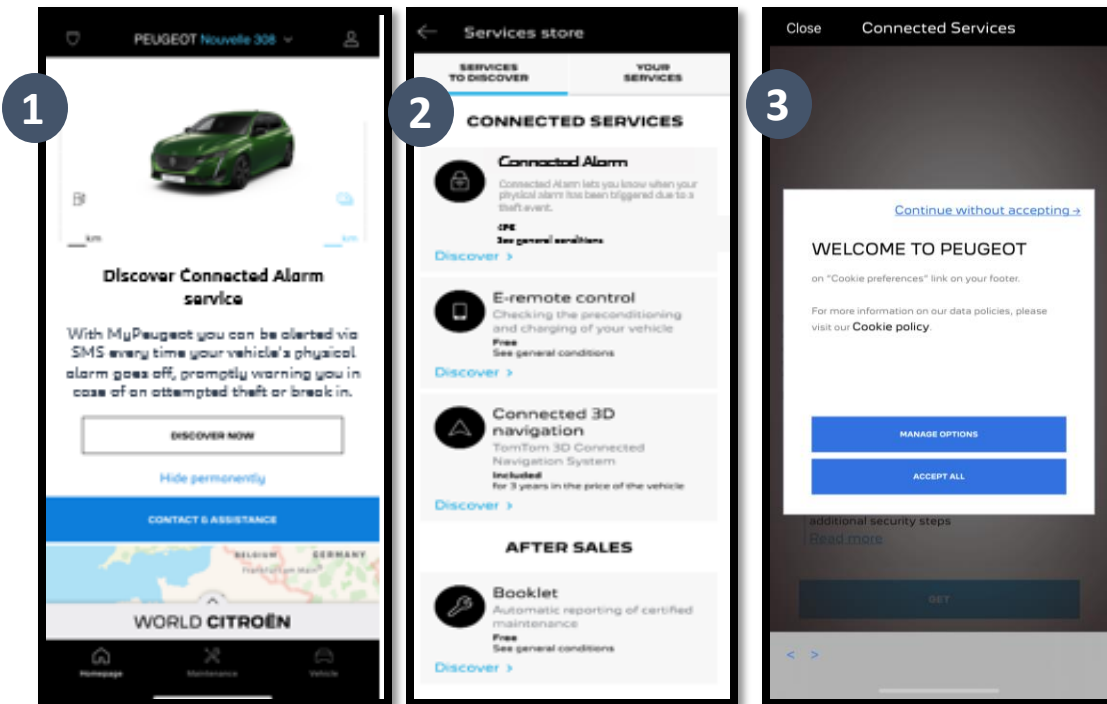 1
PEUGEOT Nouvelle 308
km
km
Discover Connected Alarm
service
With MyPeugeot you can be alerted via
SMS every time your vehicle's physical
alarm goes off, promptly warning you in
case of an attempted theft or break in.
DISCOVER NOW
Hide permanently
CONTACT & ASSISTANCE
BELGIUM
GERMANY
Frankfurt am Main
WORLD CITROËN
Homepage
Maintenance
Vehicle
2
Services store
SERVICES
TO DISCOVER
YOUR
SERVICES
CONNECTED SERVICES
Connected Alarm
Connected Alarm lets you know when your
physical alarm has been triggered due to a
theft event.
See general conditions
Discover >
E-remote control
Checking the preconditioning
and charging of your vehicle
Free
See general conditions
Discover >
Connected 3D
navigation
TomTom 3D Connected
Navigation System
Included
for 3 years in the price of the vehicle
Discover >
AFTER SALES
Booklet
Automatic reporting of certified
maintenance
Free
See general conditions
Discover >
3
Close
Connected Services
Continue without accepting →
WELCOME TO PEUGEOT
on "Cookie preferences" link on your footer.
For more information on our data policies, please
visit our Cookie policy.
MANAGE OPTIONS
ACCEPT ALL
additional security steps
Read more
GET
< >